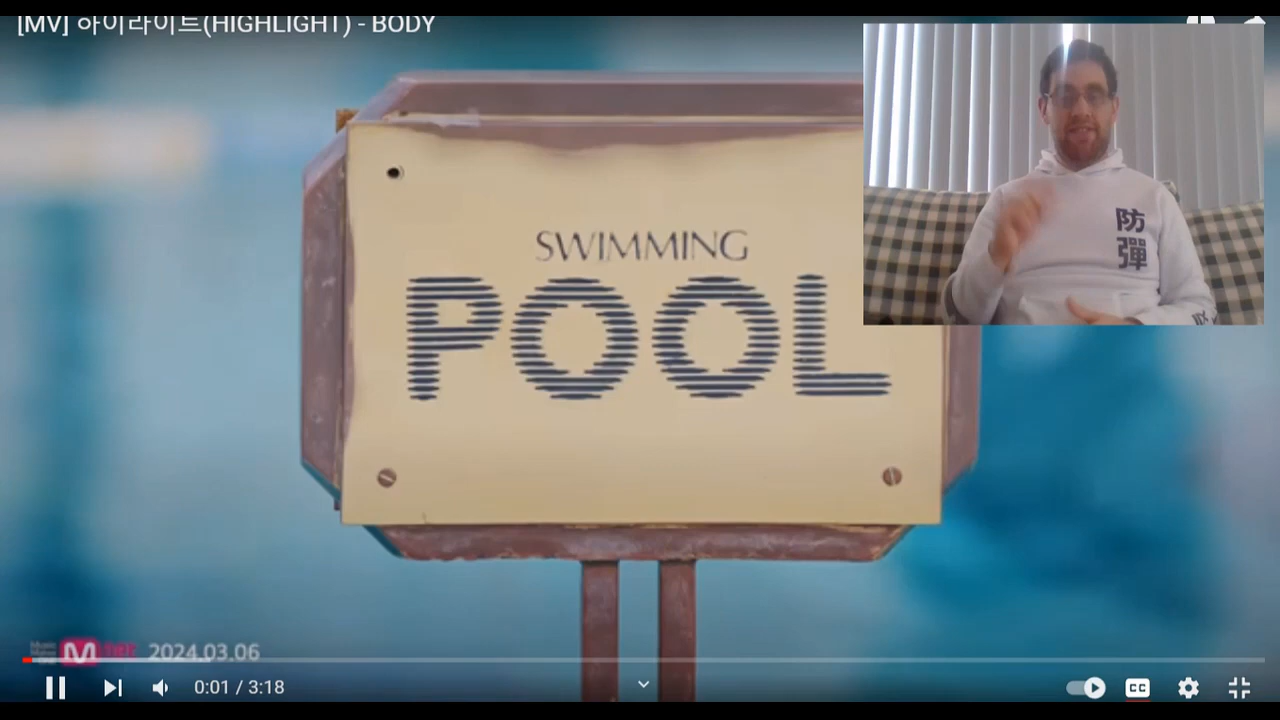 [MV] 하이라이트(HIGHLIGHT) - BODY
防
彈
SWIMMING
POOL
M 2024.03.06
0:01 / 3:18
CC